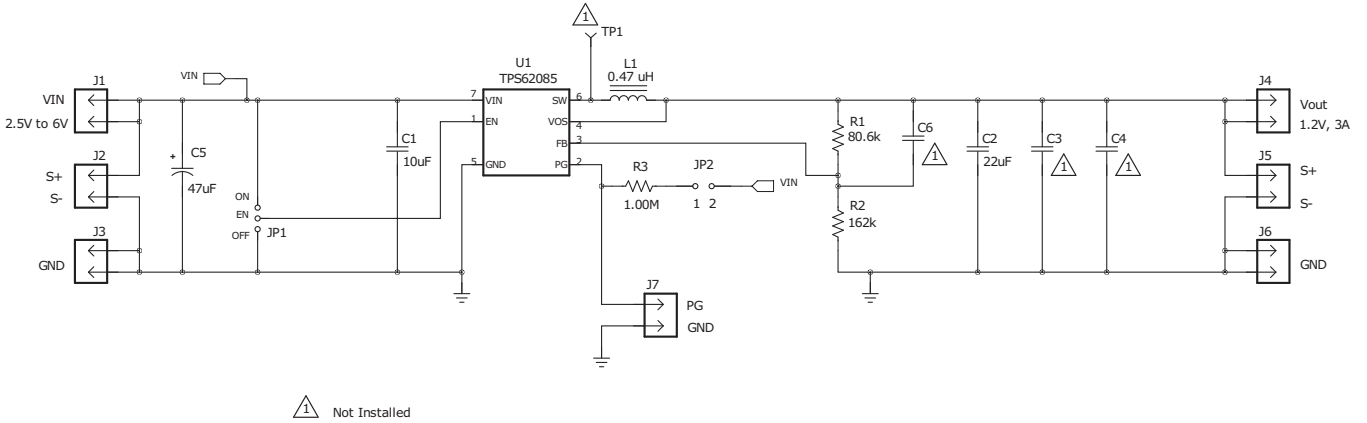 1
TP1
U1
TPS62085
L1
0.47 uH
J1
VIN
2.5V to 6V
VIN
7
VIN
SW
6
1
EN
VOS
4
FB
3
5
GND
PG
2
C1
10uF
J2
S+
S-
+
C5
47uF
ON
EN
OFF
JP1
J3
GND
R3
1.00M
JP2
1 2
VIN
R1
80.6k
R2
162k
C6
1
C2
22uF
C3
1
C4
1
J4
Vout
1.2V, 3A
J5
S+
S-
J6
GND
J7
PG
GND
1 Not Installed